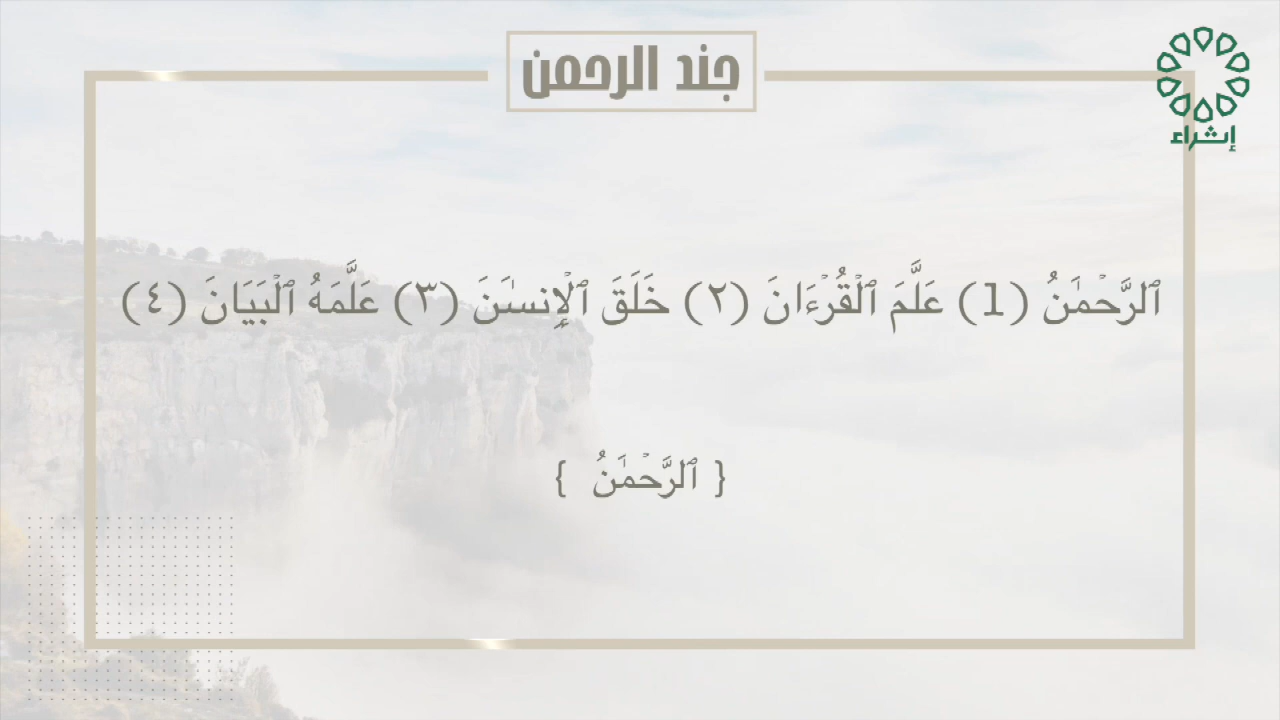 جند الرحمن
إثراء
ٱلرَّحْمَٰنُ (1) عَلَّمَ ٱلْقُرْءَانَ (٢) خَلَقَ ٱلْإِنسَٰنَ (٣) عَلَّمَهُ ٱلْبَيَانَ (٤)
{ ٱلرَّحْمَٰنُ }